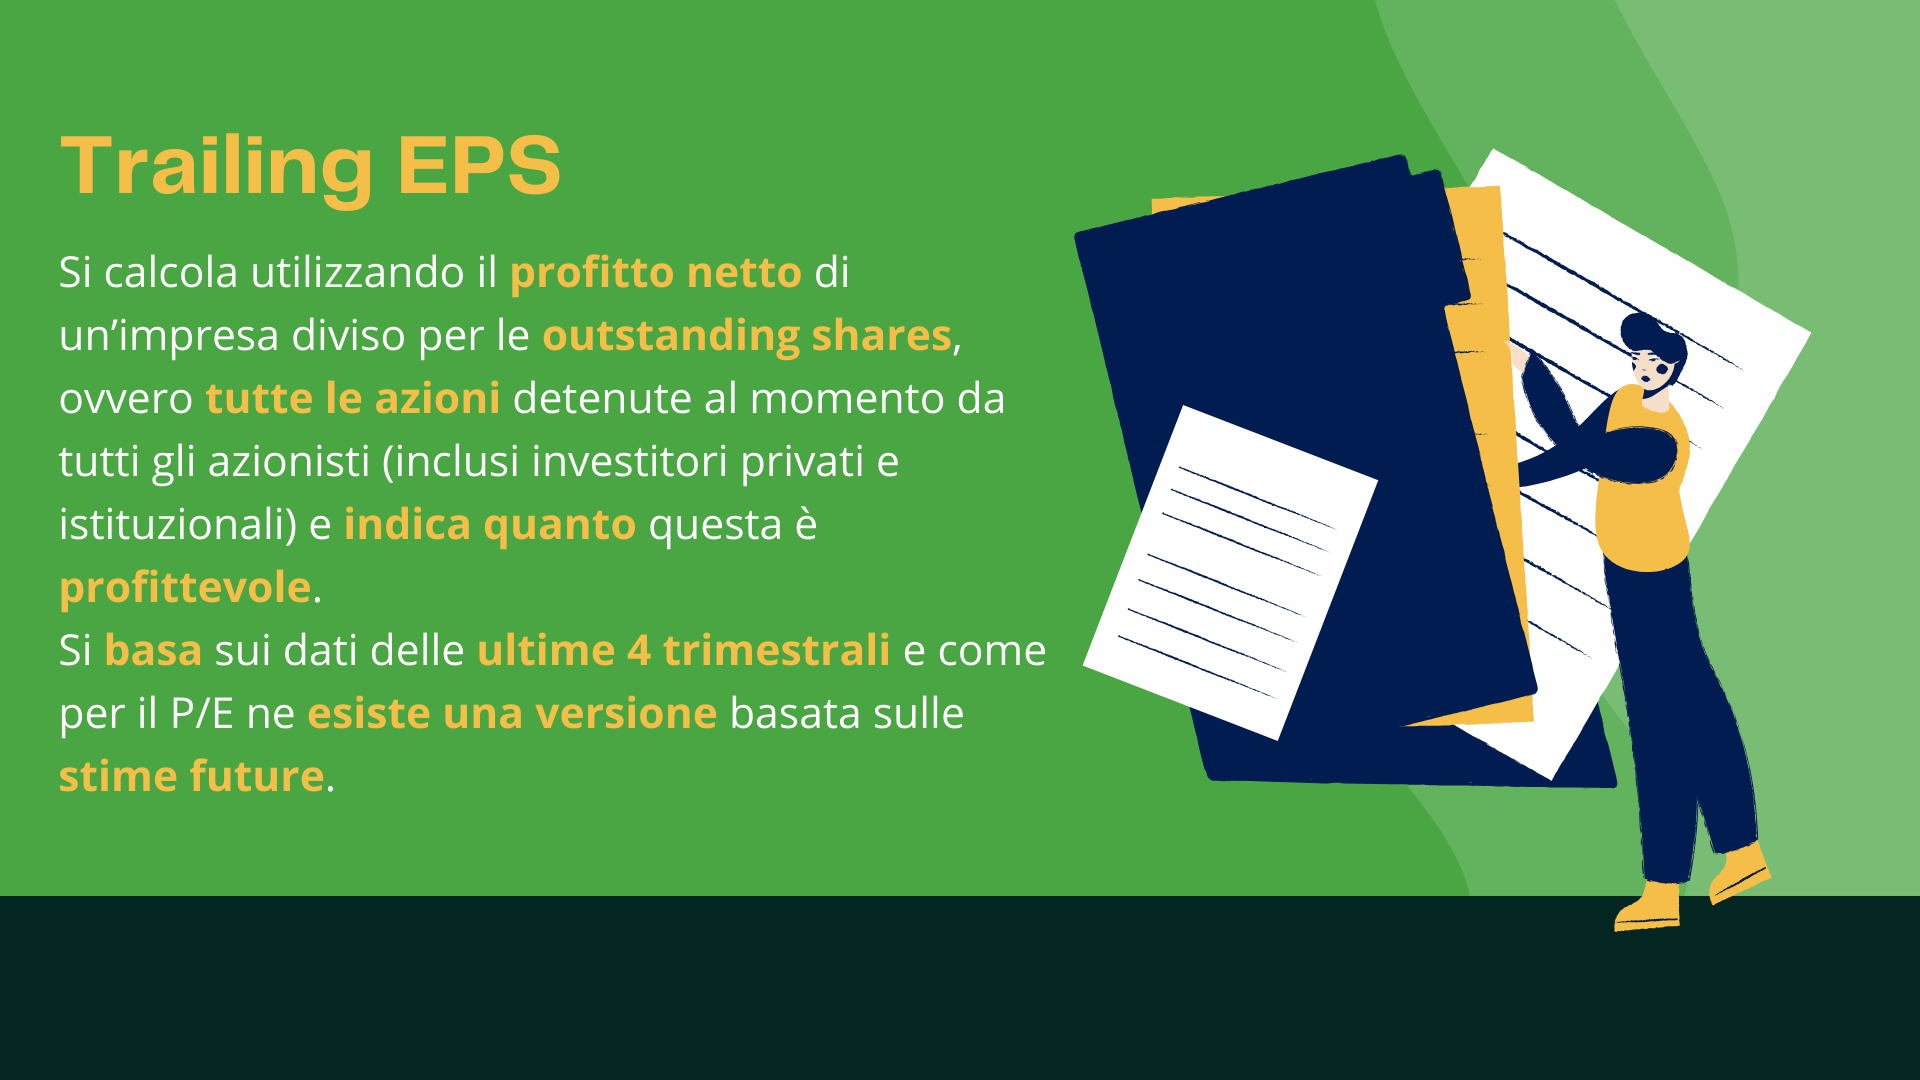 Trailing EPS
Si calcola utilizzando il profitto netto di
un’impresa diviso per le outstanding shares,
ovvero tutte le azioni detenute al momento da
tutti gli azionisti (inclusi investitori privati e
istituzionali) e indica quanto questa è
profittevole.
Si basa sui dati delle ultime 4 trimestrali e come
per il P/E ne esiste una versione basata sulle
stime future.